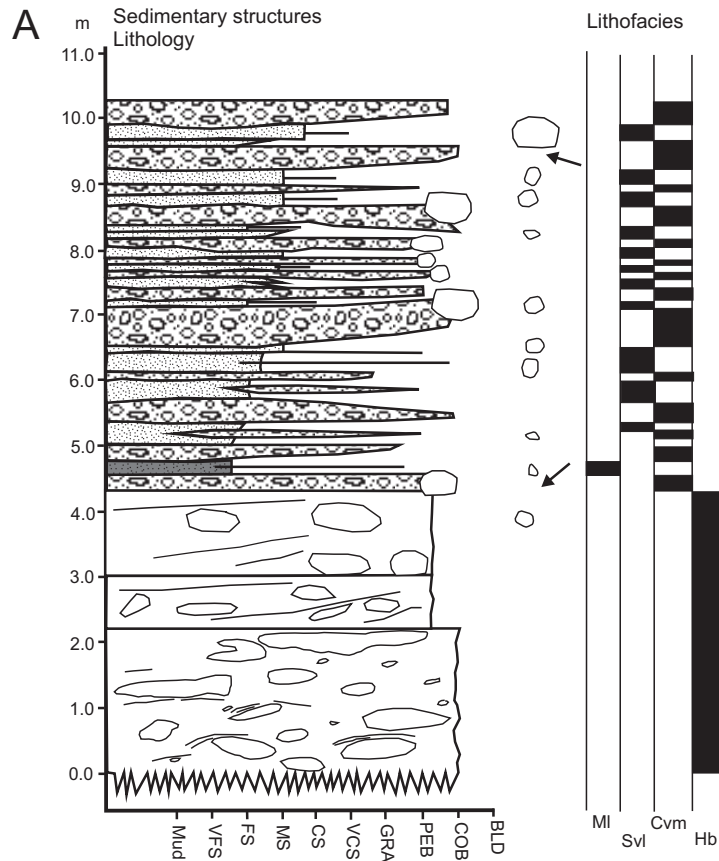 A
m
Sedimentary structures
Lithology
Lithofacies
11.0
10.0
9.0
8.0
7.0
6.0
5.0
4.0
3.0
2.0
1.0
0.0
Mud
VFS
FS
MS
CS
VCS
GRA
PEB
COB
BLD
Ml
Svl
Cvm
Hb